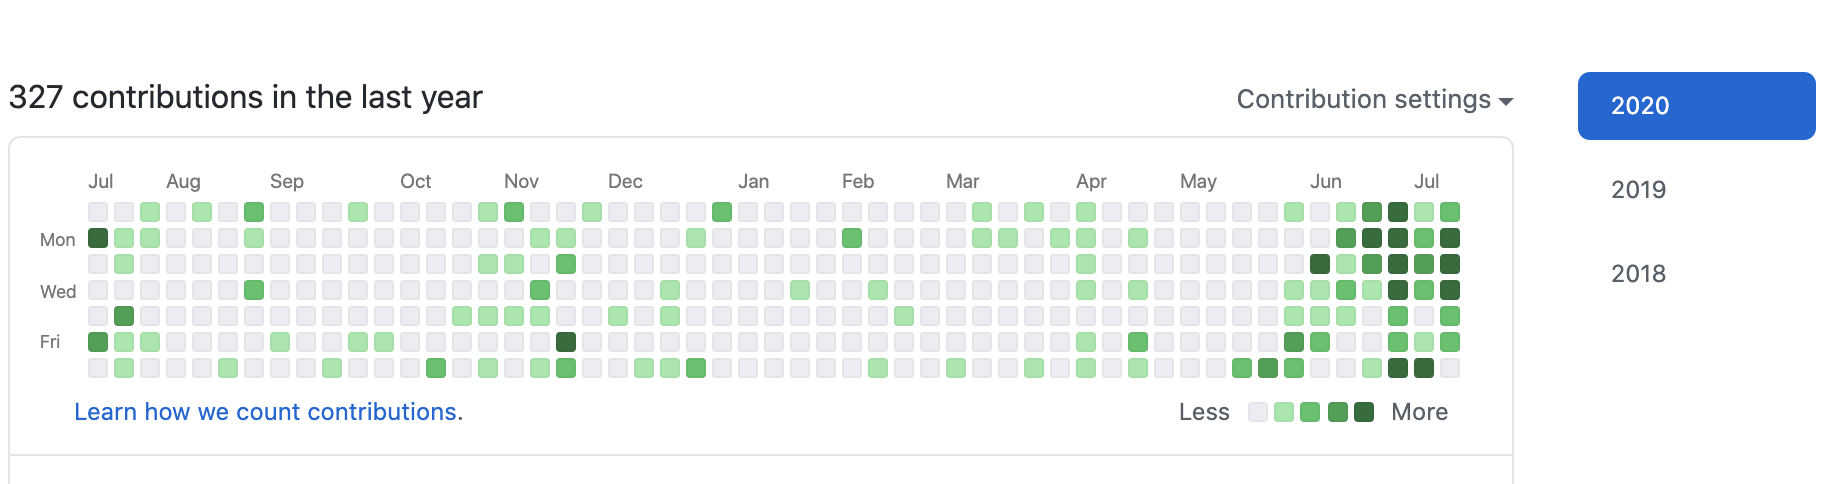 327 contributions in the last year
Contribution settings
2020
2019
2018
Jul Aug Sep Oct Nov Dec Jan Feb Mar Apr May Jun Jul
Mon
Wed
Fri
Learn how we count contributions.
Less More